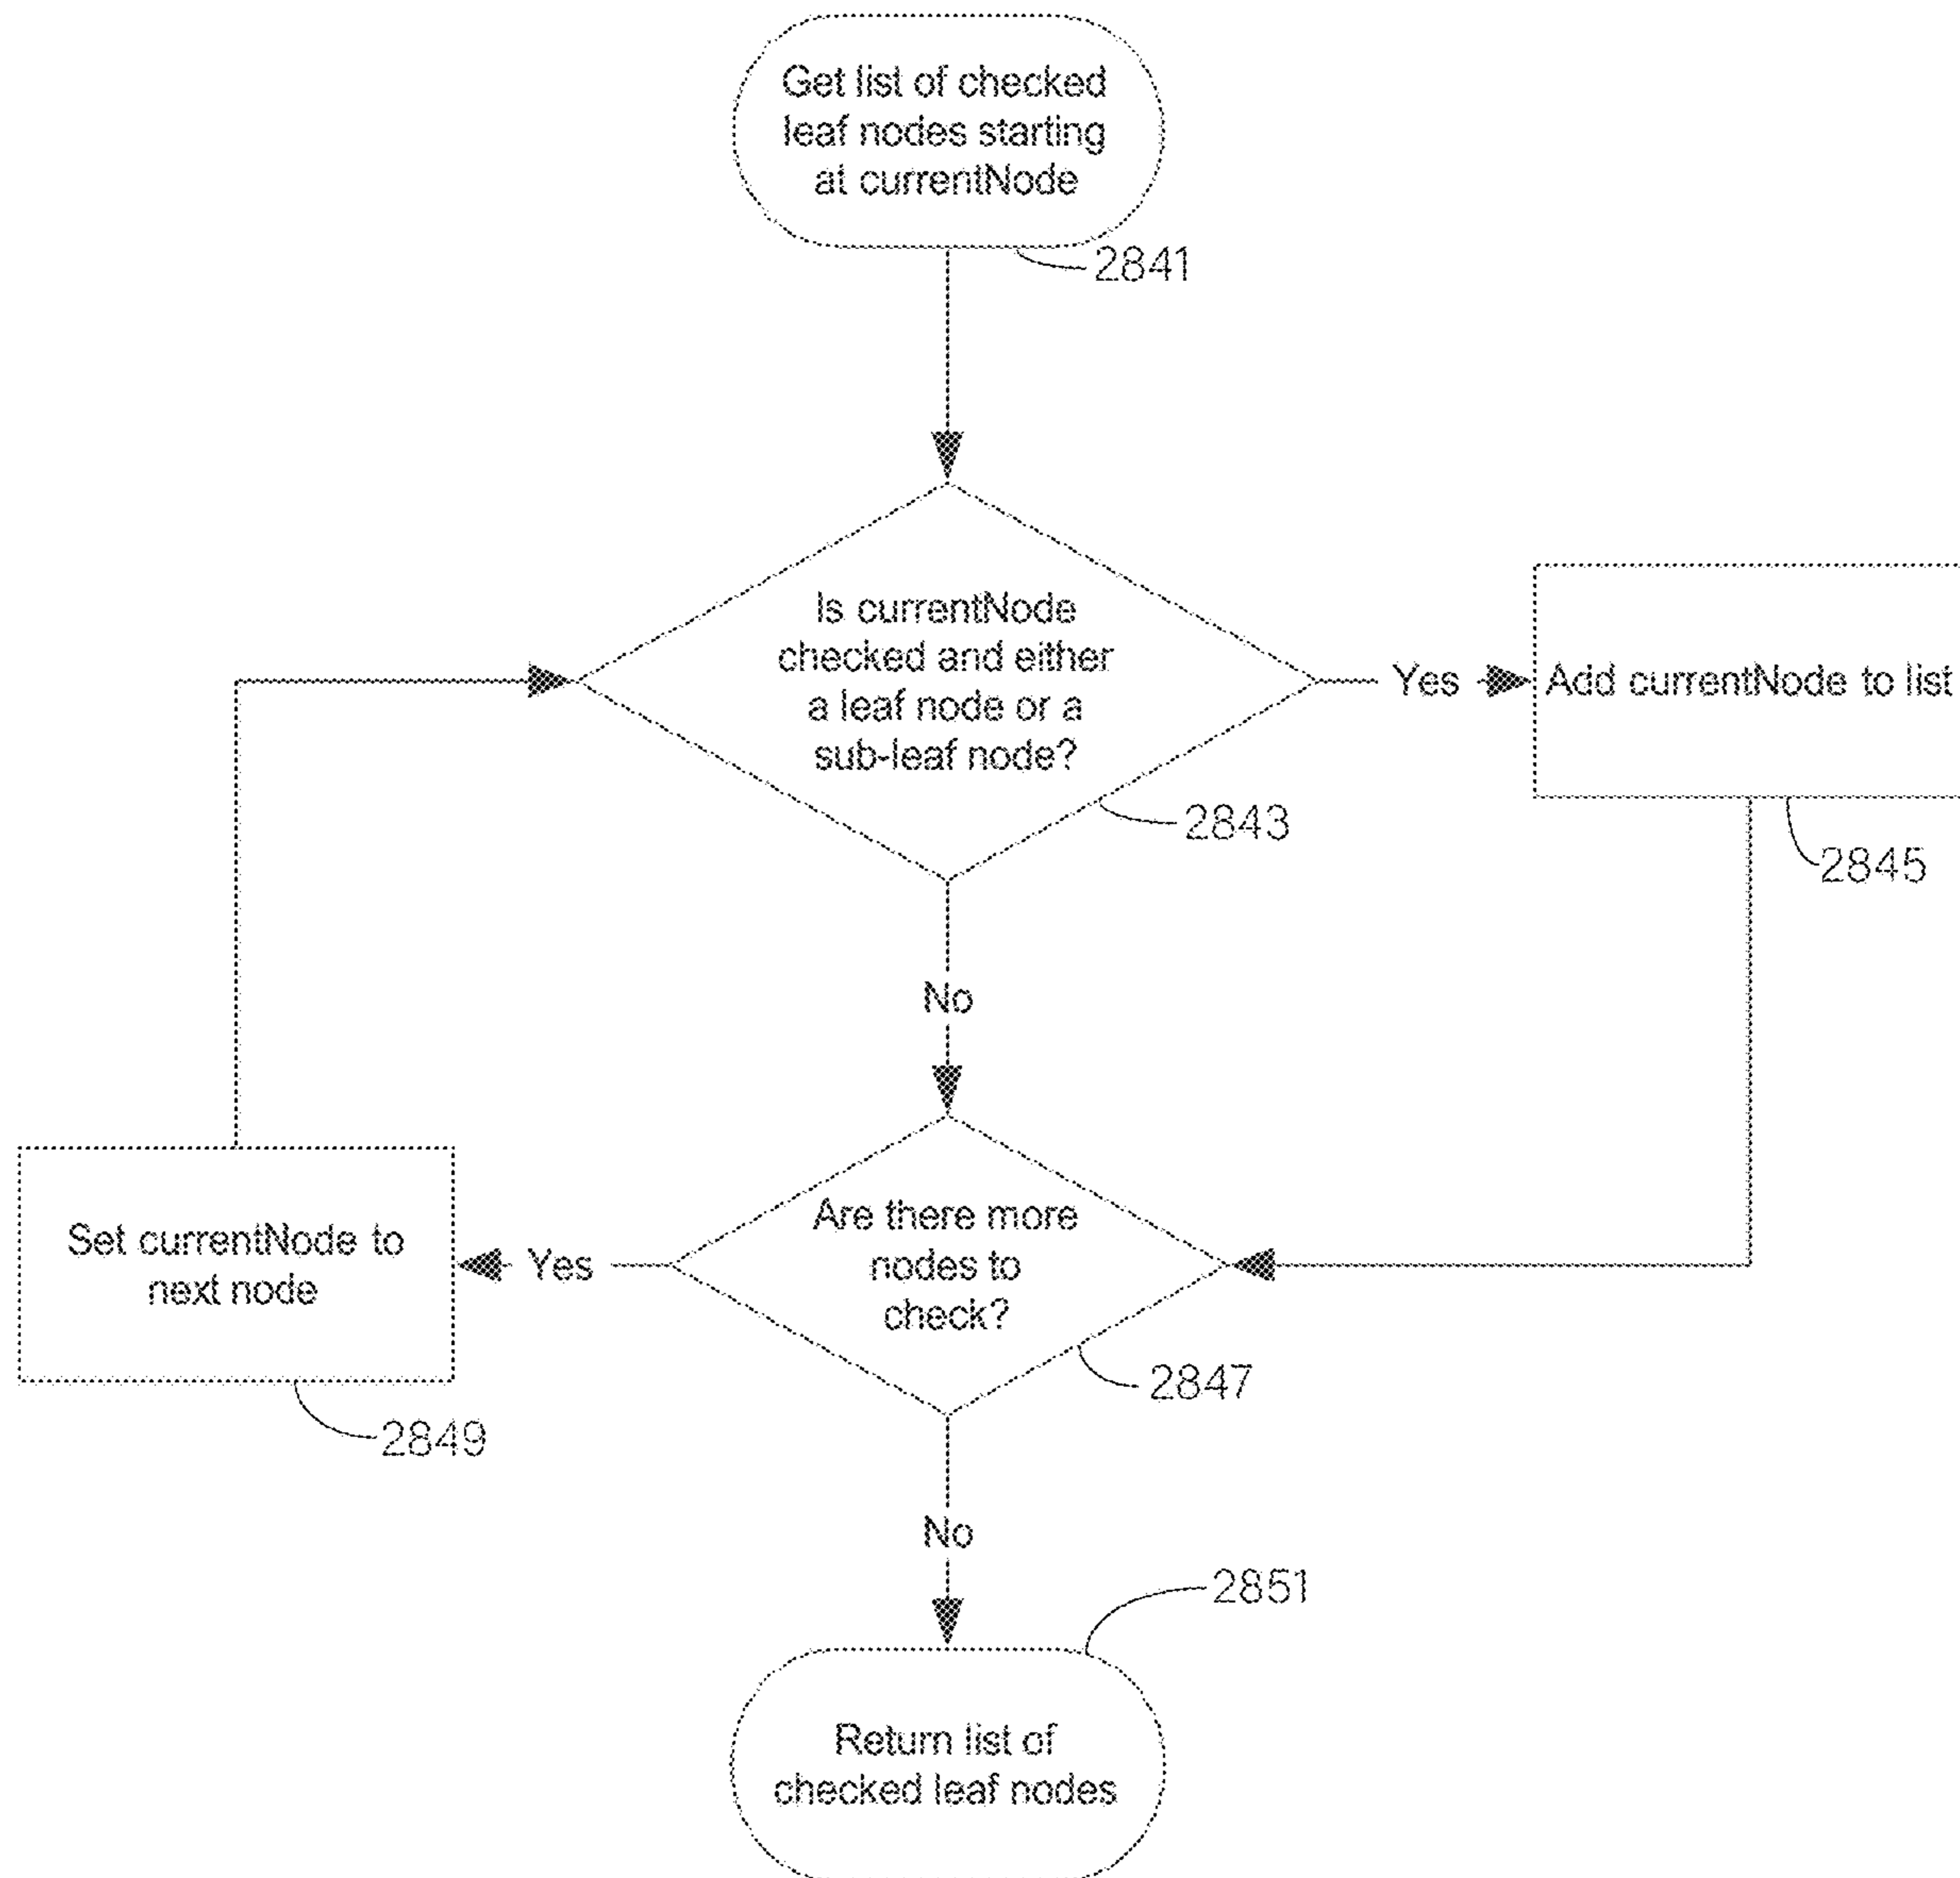 Get list of checked
leaf nodes starting
at currentNode
2841
Is currentNode
checked and either
a leaf node or a
sub-leaf node?
2843
Yes
Add currentNode to list
2845
No
Are there more
nodes to
check?
2847
Yes
Set currentNode to
next node
2849
No
2851
Return list of
checked leaf nodes